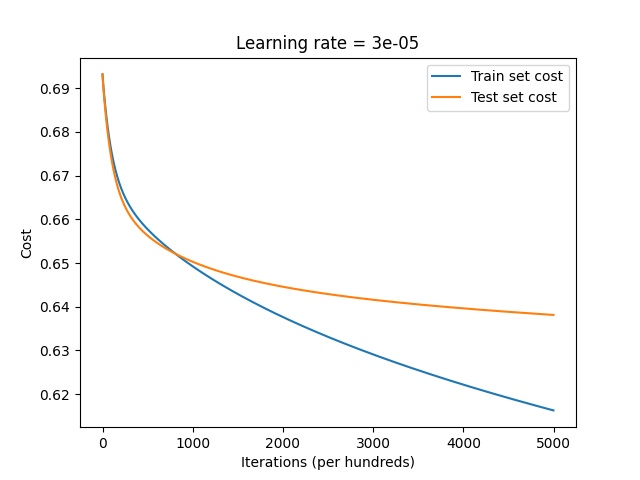 Learning rate = 3e-05
Train set cost
Test set cost
0.69
0.68
0.67
0.66
0.65
0.64
0.63
0.62
Cost
0 1000 2000 3000 4000 5000
Iterations (per hundreds)